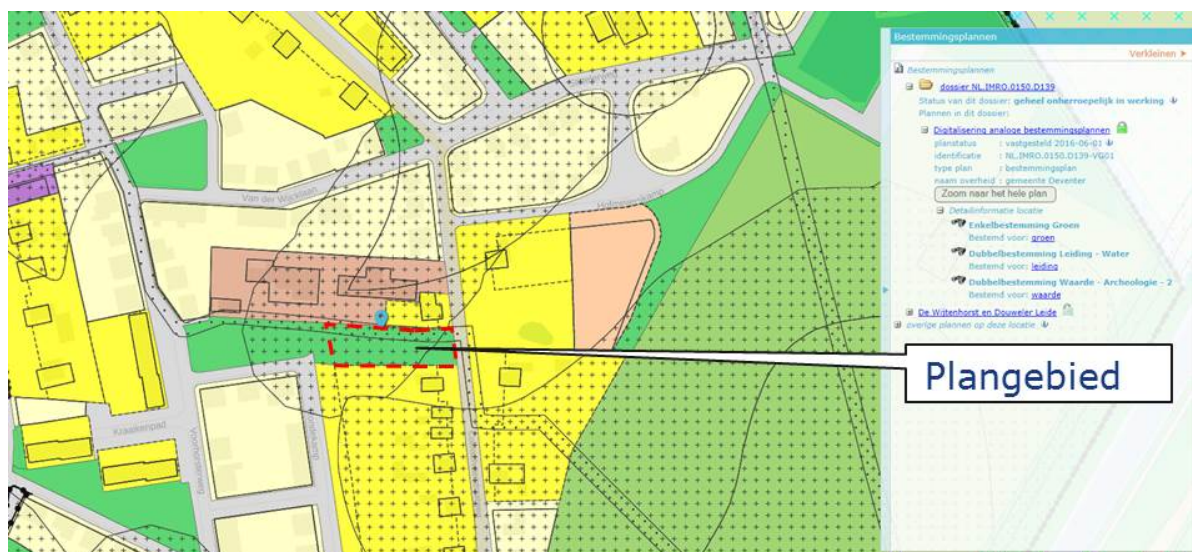 Bestemmingsplannen
Verkleinen
Bestemmingsplannen
dossier NL.IMRO.0150.D139
Status van dit dossier: geheel onherroepelijk in werking
Plannen in dit dossier:
Digitalisering analoge bestemmingsplannen
planstatus : vastgesteld 2016-06-01
identificatie : NL.IMRO.0150.D139-VG01
type plan : bestemmingsplan
naam overheid : gemeente Deventer
Zoom naar het hele plan
Detailinformatie locatie
Enkelbestemming Groen
Bestemd voor: groen
Dubbelbestemming Leiding - Water
Bestemd voor: leiding
Dubbelbestemming Waarde - Archeologie - 2
Bestemd voor: waarde
De Wijtenhorst en Douweler Leide
overige plannen op deze locatie
Van der Wijcklaan
Plangebied
Kraaikenpad